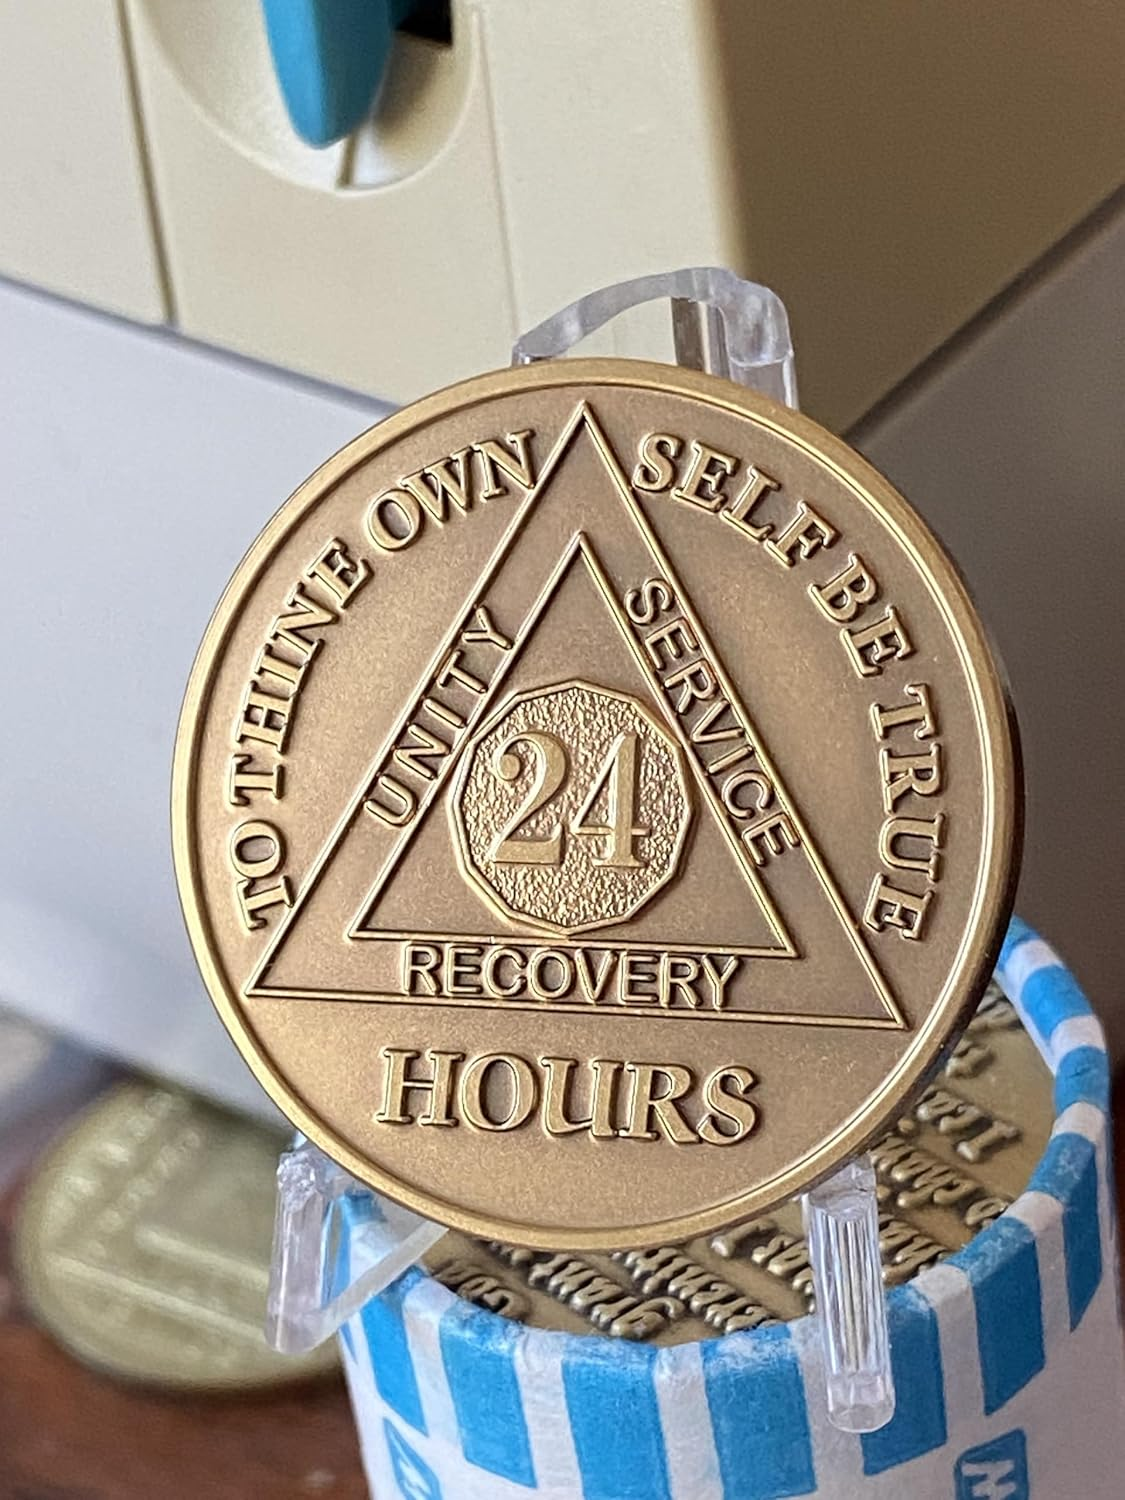 TO THINE OWN SELF BE TRUE
UNITY
SERVICE
24
RECOVERY
HOURS